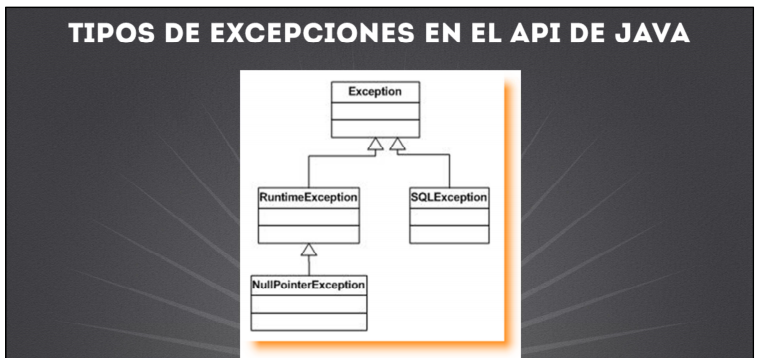 TIPOS DE EXCEPCIONES EN EL API DE JAVA
Exception
RuntimeException
SQLException
NullPointerException